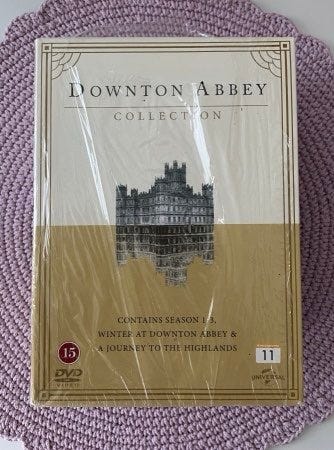 DOWNTON ABBEY
COLLECTION
CONTAINS SEASON 1-3,
WINTER AT DOWNTON ABBEY &
A JOURNEY TO THE HIGHLANDS
15
11
DVD
VIDEO
UNIVERSAL